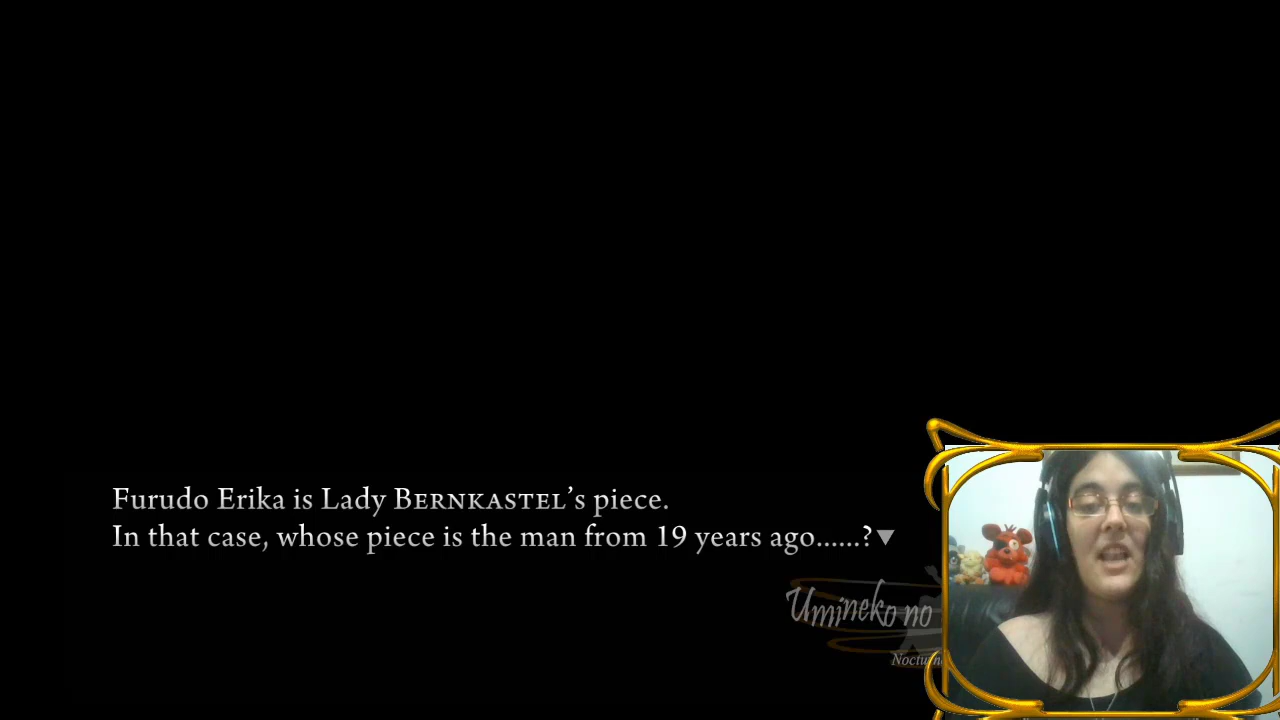 Furudo Erika is Lady BERNKASTEL's piece.
In that case, whose piece is the man from 19 years ago......?
Umineko no
Nocturn